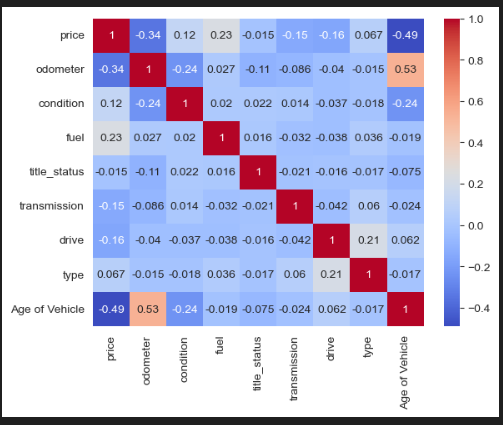 price 1 -0.34 0.12 0.23 -0.015 -0.15 -0.16 0.067 -0.49
odometer -0.34 1 -0.24 0.027 -0.11 -0.086 -0.04 -0.015 0.53
condition 0.12 -0.24 1 0.02 0.022 0.014 -0.037 -0.018 -0.24
fuel 0.23 0.027 0.02 1 0.016 -0.032 -0.038 0.036 -0.019
title_status -0.015 -0.11 0.022 0.016 1 -0.021 -0.016 -0.017 -0.075
transmission -0.15 -0.086 0.014 -0.032 -0.021 1 -0.042 0.06 -0.024
drive -0.16 -0.04 -0.037 -0.038 -0.016 -0.042 1 0.21 0.062
type 0.067 -0.015 -0.018 0.036 -0.017 0.06 0.21 1 -0.017
Age of Vehicle -0.49 0.53 -0.24 -0.019 -0.075 -0.024 0.062 -0.017 1
price
odometer
condition
fuel
title_status
transmission
drive
type
Age of Vehicle
1.0
0.8
0.6
0.4
0.2
0.0
−0.2
−0.4